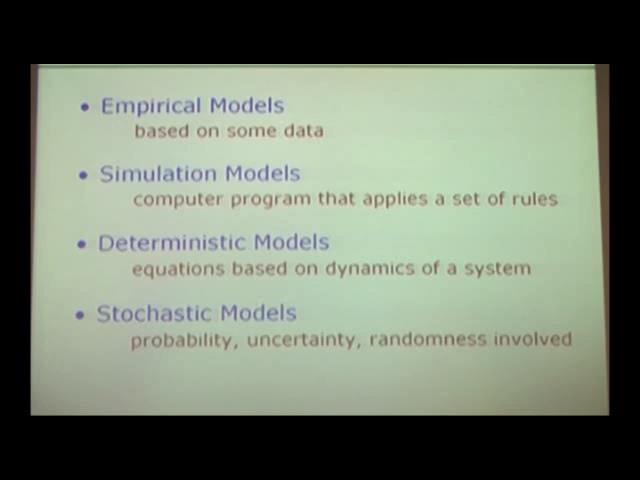 • Empirical Models
based on some data
• Simulation Models
computer program that applies a set of rules
• Deterministic Models
equations based on dynamics of a system
• Stochastic Models
probability, uncertainty, randomness involved